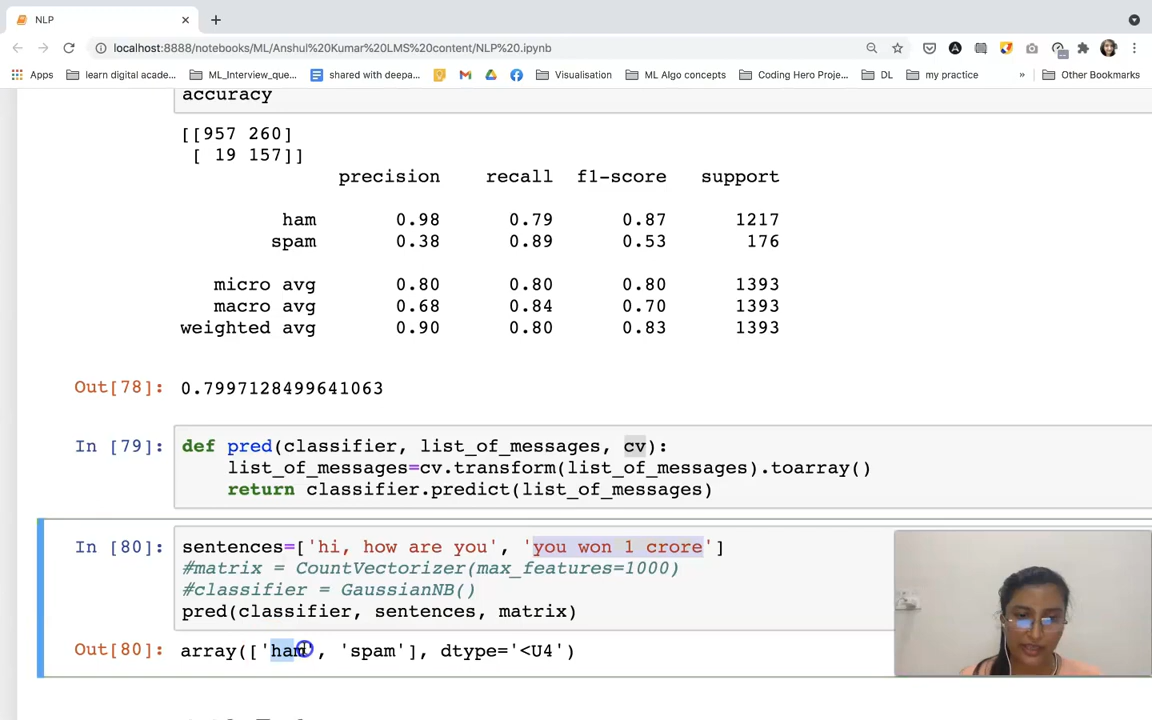 NLP
localhost:8888/notebooks/ML/Anshul%20Kumar%20LMS%20content/NLP%20.ipynb
Apps learn digital acade... ML_Interview_que... shared with deepa... Visualisation ML Algo concepts Coding Hero Proje... DL my practice » Other Bookmarks
accuracy
[[957 260]
[ 19 157]]
precision recall f1-score support
ham 0.98 0.79 0.87 1217
spam 0.38 0.89 0.53 176
micro avg 0.80 0.80 0.80 1393
macro avg 0.68 0.84 0.70 1393
weighted avg 0.90 0.80 0.83 1393
Out[78]: 0.7997128499641063
In [79]: def pred(classifier, list_of_messages, cv):
list_of_messages=cv.transform(list_of_messages).toarray()
return classifier.predict(list_of_messages)
In [80]: sentences=['hi, how are you', 'you won 1 crore']
#matrix = CountVectorizer(max_features=1000)
#classifier = GaussianNB()
pred(classifier, sentences, matrix)
Out[80]: array(['ham', 'spam'], dtype='<U4')